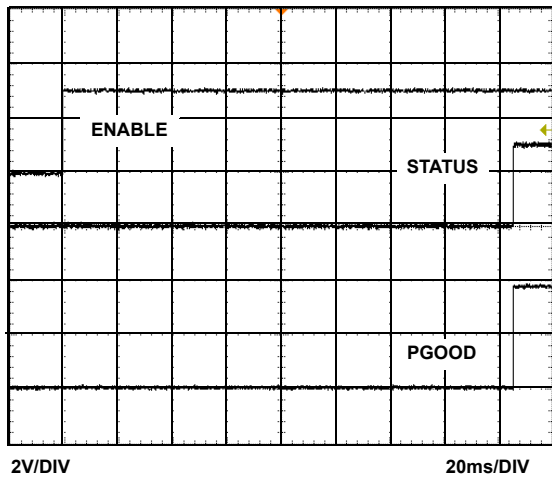 ENABLE
STATUS
PGOOD
2V/DIV
20ms/DIV